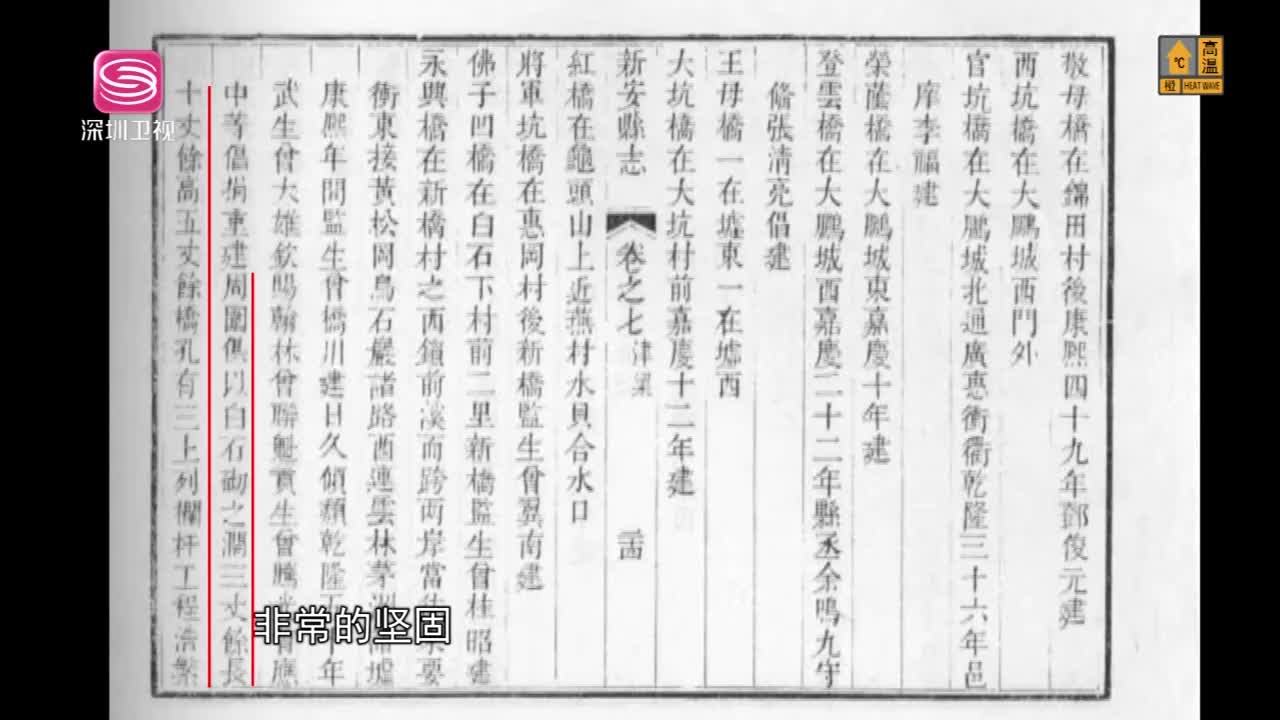 敬母橋在錦田村後康熙四十九年鄧俊元建
西坑橋在大鵬城西門外
官坑橋在大鵬城北通廣惠衝衢乾隆三十六年邑
庠李福建
榮蔭橋在大鵬城東嘉慶十年建
登雲橋在大鵬城西嘉慶二十二年縣丞余鳴九守
備張清亮倡建
王母橋一在墟東一在墟西
大坑橋在大坑村前嘉慶十二年建
新安縣志 卷之七 津梁
紅橋在龜頭山上近燕村水貝合水口
將軍坑橋在惠岡村後新橋監生曾翼南建
佛子凹橋在白石下村前二里新橋監生曾桂昭建
永興橋在新橋村之西鎖前溪而跨两岸當 要
衝東接黃松岡烏石巖諸路酉連雲林茅 墟
康熙年間監生曾橋川建日久傾頹乾隆五 年
武生曾大雄欽賜翰林曾聯魁貢生曾騰 應
中等倡捐重建周圍俱以白石砌之濶三丈餘長
十丈餘高五丈餘橋孔有三上列欄杆工程浩繁
深圳卫视
高温
℃
橙
HEAT WAVE
非常的坚固